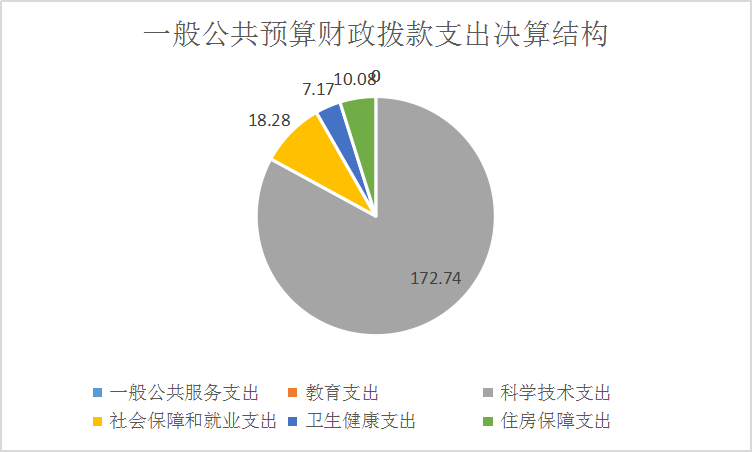 一般公共预算财政拨款支出决算结构
0
10.08
7.17
18.28
172.74
一般公共服务支出
教育支出
科学技术支出
社会保障和就业支出
卫生健康支出
住房保障支出